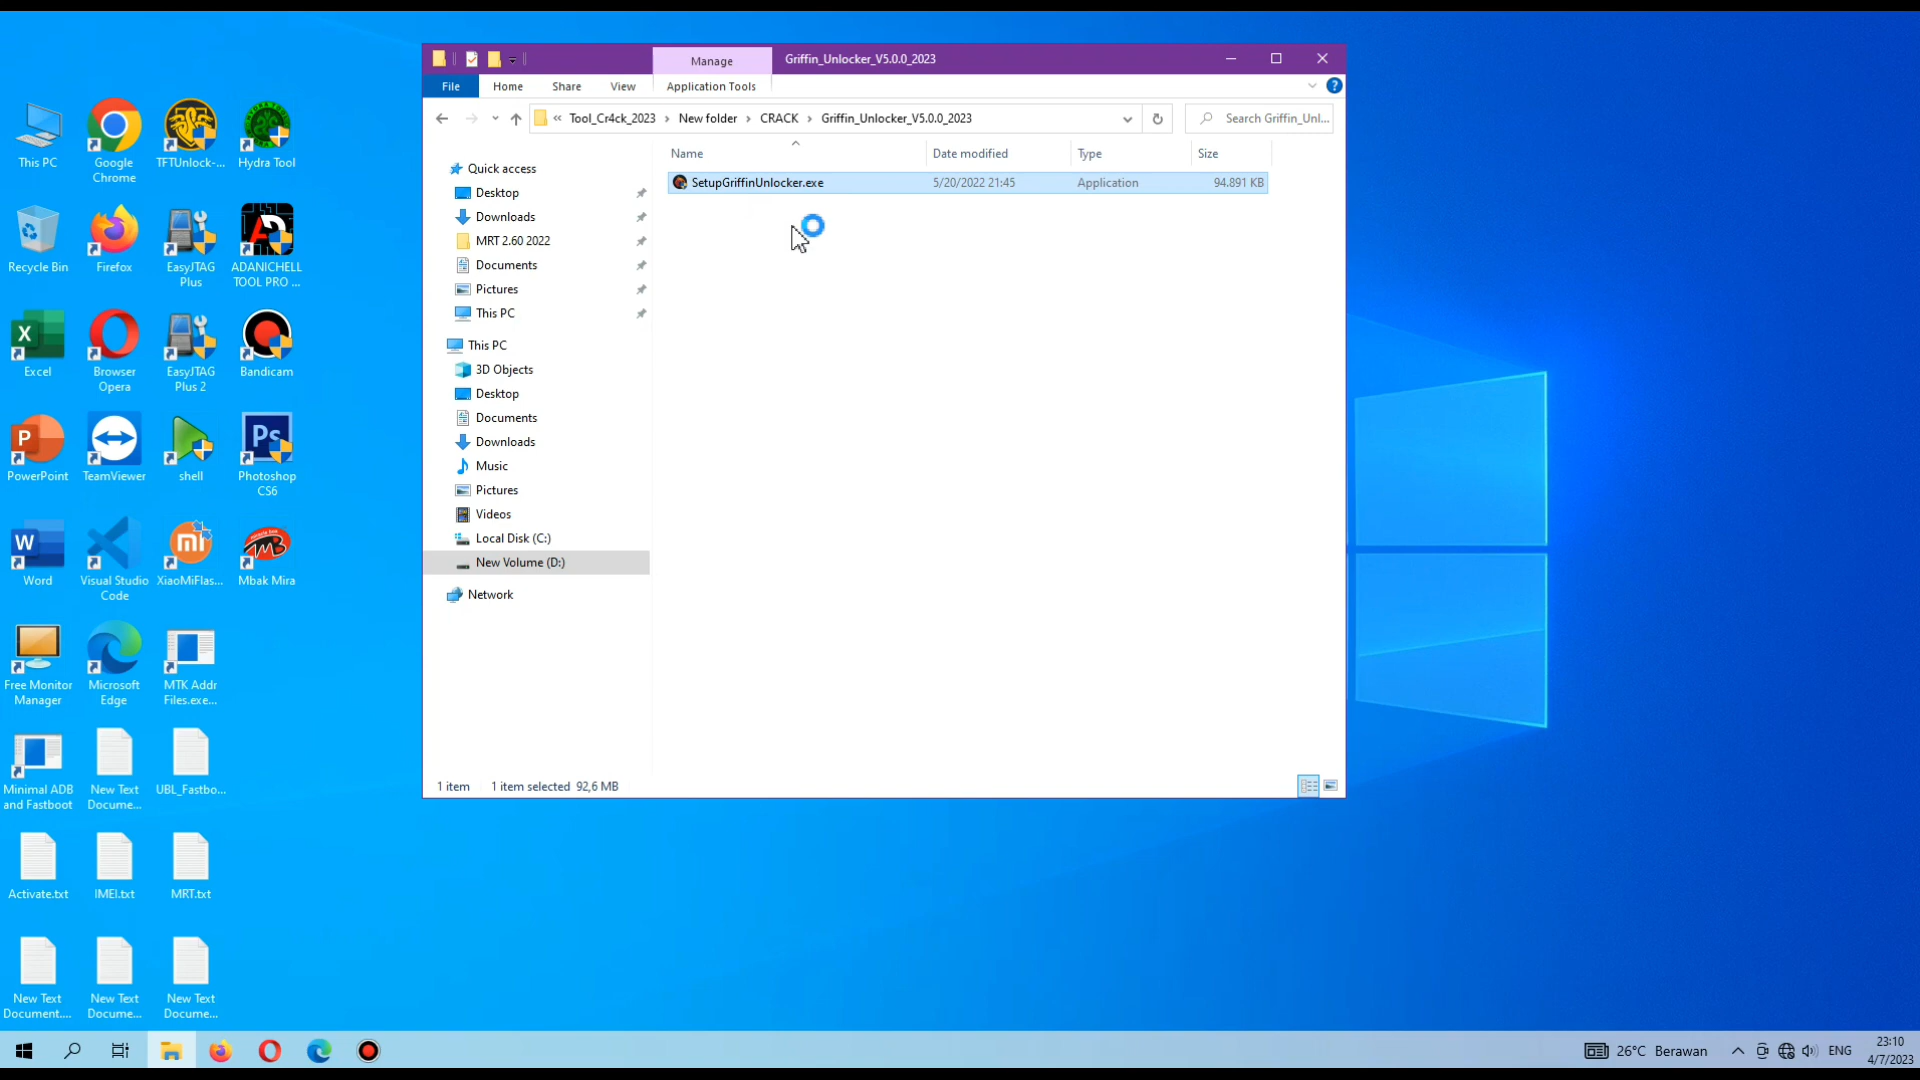 Manage
Griffin_Unlocker_V5.0.0_2023
File
Home
Share
View
Application Tools
« Tool_Cr4ck_2023 › New folder › CRACK › Griffin_Unlocker_V5.0.0_2023
Search Griffin_Unl...
Name
Date modified
Type
Size
SetupGriffinUnlocker.exe
5/20/2022 21:45
Application
94.891 KB
Quick access
Desktop
Downloads
MRT 2.60 2022
Documents
Pictures
This PC
This PC
3D Objects
Desktop
Documents
Downloads
Music
Pictures
Videos
Local Disk (C:)
New Volume (D:)
Network
1 item
1 item selected
92,6 MB
This PC
Google
Chrome
TFTUnlock-...
Hydra Tool
Recycle Bin
Firefox
EasyJTAG
Plus
ADANICHELL
TOOL PRO ...
Excel
Browser
Opera
EasyJTAG
Plus 2
Bandicam
PowerPoint
TeamViewer
shell
Photoshop
CS6
Word
Visual Studio
Code
XiaoMiFlas...
Mbak Mira
Free Monitor
Manager
Microsoft
Edge
MTK Addr
Files.exe...
Minimal ADB
and Fastboot
New Text
Docume...
UBL_Fastbo...
Activate.txt
IMEI.txt
MRT.txt
New Text
Document....
New Text
Docume...
New Text
Docume...
26°C Berawan
ENG
23:10
4/7/2023